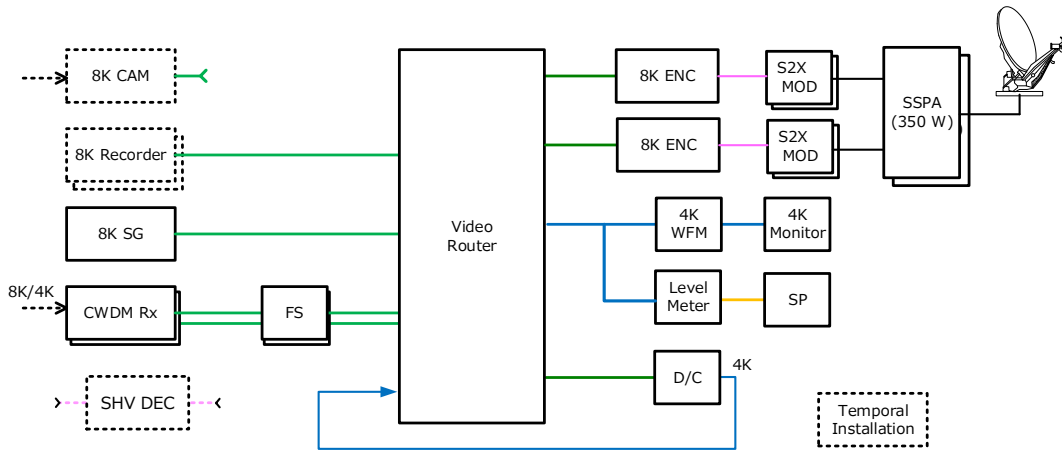 8K CAM
8K Recorder
8K SG
8K/4K
CWDM Rx
FS
SHV DEC
Video
Router
8K ENC
S2X
MOD
8K ENC
S2X
MOD
SSPA
(350 W)
4K
WFM
4K
Monitor
Level
Meter
SP
D/C
4K
Temporal
Installation